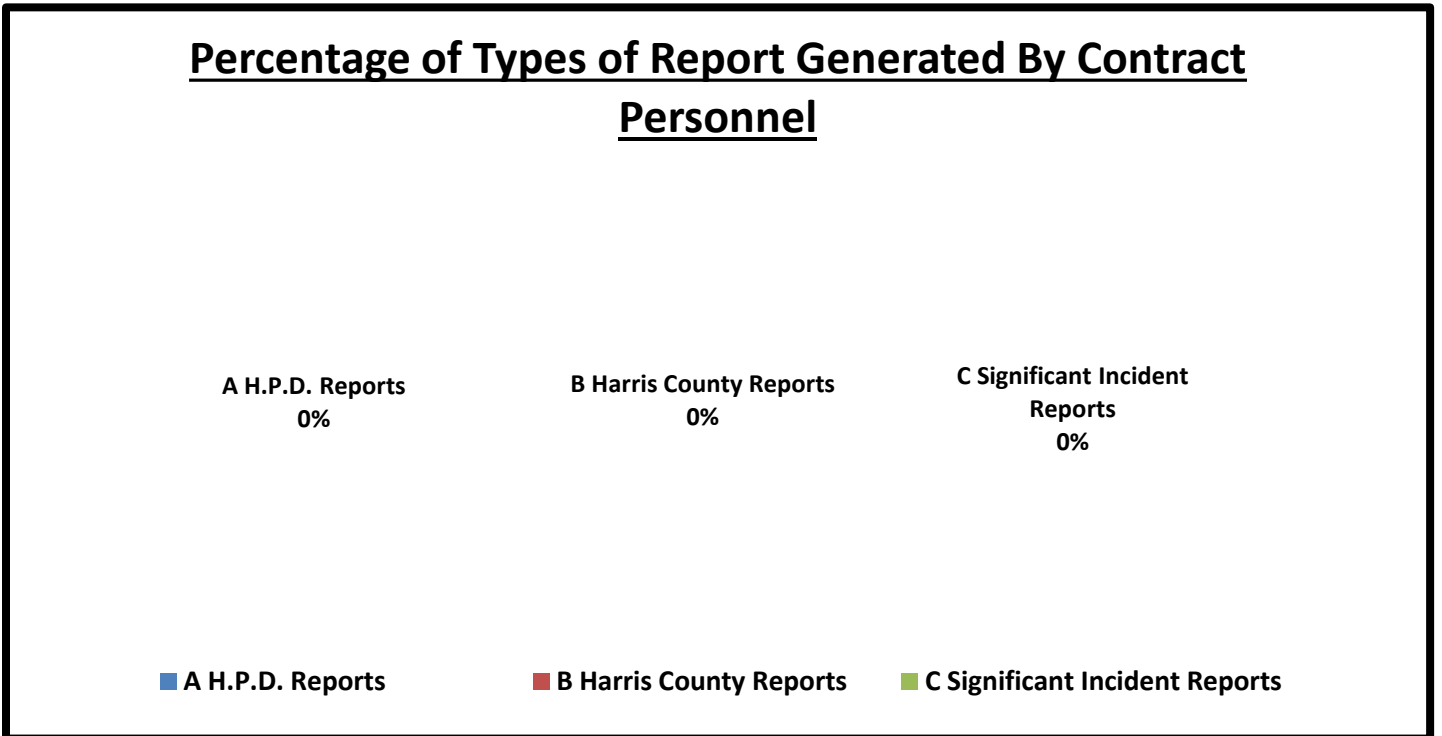 Percentage of Types of Report Generated By Contract
Personnel
A H.P.D. Reports
0%
B Harris County Reports
0%
C Significant Incident
Reports
0%
A H.P.D. Reports
B Harris County Reports
C Significant Incident Reports